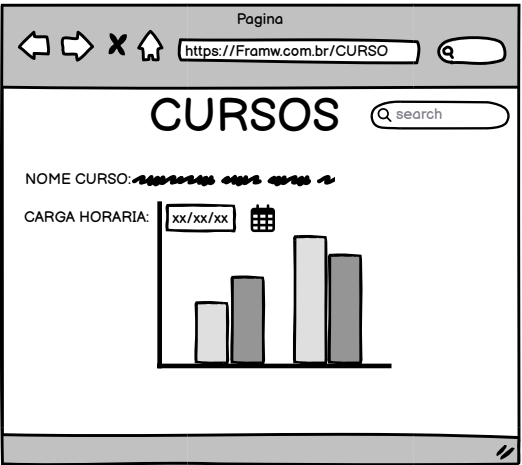 Pagina
https://Framw.com.br/CURSO
CURSOS
search
NOME CURSO:
CARGA HORARIA: xx/xx/xx